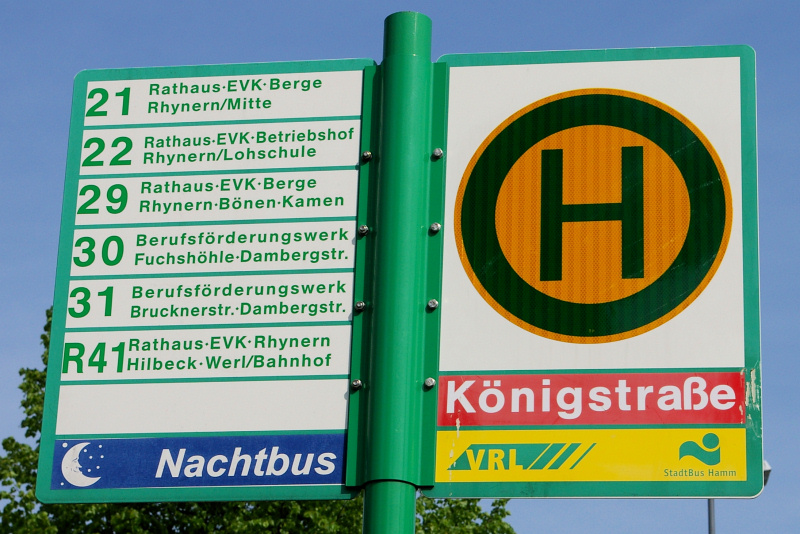 21 Rathaus·EVK·Berge
Rhynern/Mitte
22 Rathaus·EVK·Betriebshof
Rhynern/Lohschule
29 Rathaus·EVK·Berge
Rhynern·Bönen·Kamen
30 Berufsförderungswerk
Fuchshöhle·Dambergstr.
31 Berufsförderungswerk
Brucknerstr.·Dambergstr.
R41 Rathaus·EVK·Rhynern
Hilbeck·Werl/Bahnhof
Nachtbus
H
Königstraße
VRL
StadtBus Hamm